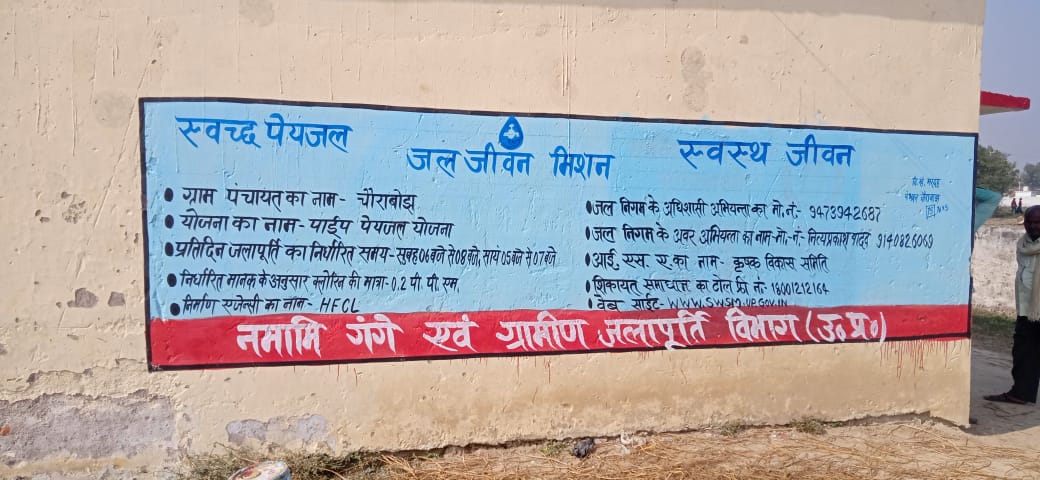 स्वच्छ पेयजल
जल जीवन मिशन
स्वस्थ जीवन
• ग्राम पंचायत का नाम - चौराबोझ
• योजना का नाम - पाईप पेयजल योजना
• प्रतिदिन जलापूर्ति का निर्धारित समय - सुबह 06 बजे से 08 बजे, सायं 05 बजे से 07 बजे
• निर्धारित मानक के अनुसार क्लोरिन की मात्रा - 0.2 पी. पी. एम.
• निर्माण एजेन्सी का नाम - HFCL
• जल निगम के अधिशासी अभियन्ता का मो. नं. - 9473942687
• जल निगम के अवर अभियन्ता का नाम - मो. - नं. - नित्यप्रकाश यादव 9140826069
• आई. एस. ए. का नाम - कृषक विकास समिति
• शिकायत समाधान का टोल फ्रि नं - 18001212164
• वेब साईट - WWW.SWSM-UP.GOV.IN
नमामि गंगे एवं ग्रामीण जलापूर्ति विभाग (उ० प्र०)